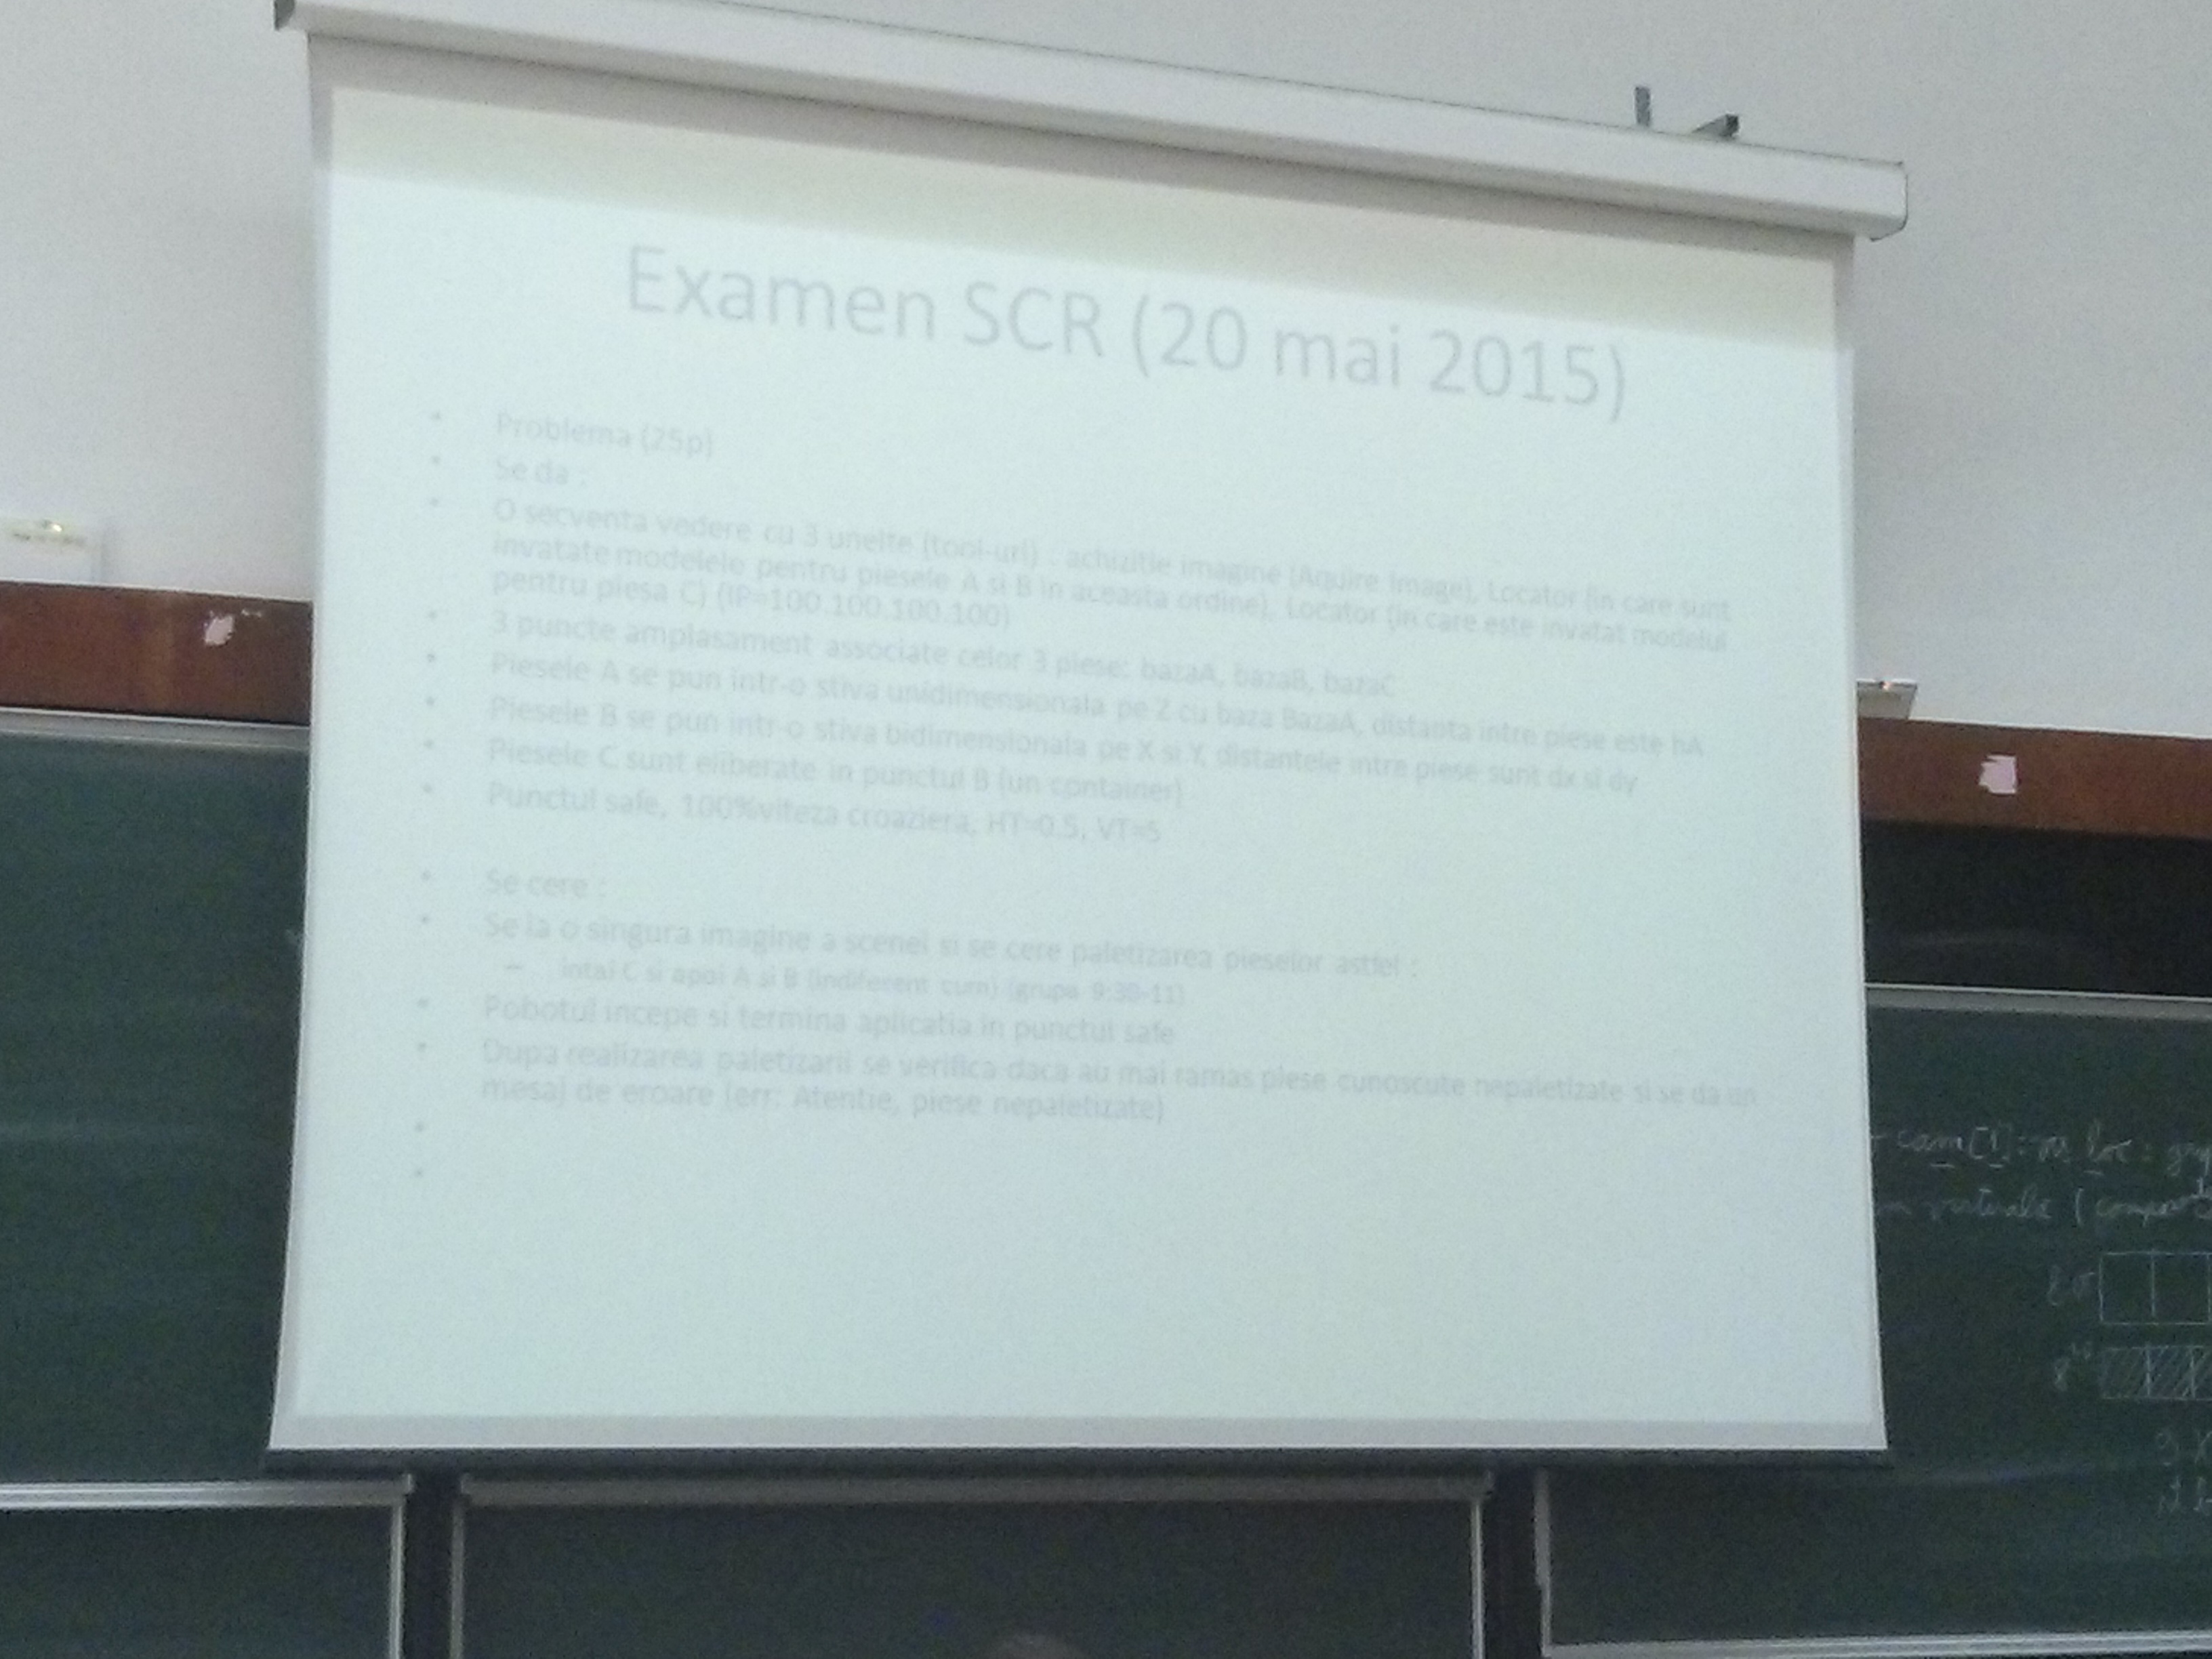 Examen SCR (20 mai 2015)
• Problema (25p)
• Se da :
• O secventa vedere cu 3 unelte (tool-uri) : achizitie imagine (Aquire Image), Locator (in care sunt
invatate modelele pentru piesele A si B in aceasta ordine), Locator (in care este invatat modelul
pentru piesa C) (IP=100.100.100.100)
• 3 puncte amplasament associate celor 3 piese: bazaA, bazaB, bazaC
• Piesele A se pun intr-o stiva unidimensionala pe Z cu baza BazaA, distanta intre piese este hA
• Piesele B se pun intr-o stiva bidimensionala pe X si Y, distantele intre piese sunt dx si dy
• Piesele C sunt eliberate in punctul B (un container)
• Punctul safe, 100%viteza croaziera, HT=0.5, VT=5
• Se cere :
• Se ia o singura imagine a scenei si se cere paletizarea pieselor astfel :
– intai C si apoi A si B (indiferent cum) (grupa 9:30-11)
• Pobotul incepe si termina aplicatia in punctul safe
• Dupa realizarea paletizarii se verifica daca au mai ramas piese cunoscute nepaletizate si se da un
mesaj de eroare (err: Atentie, piese nepaletizate)
cam[1]